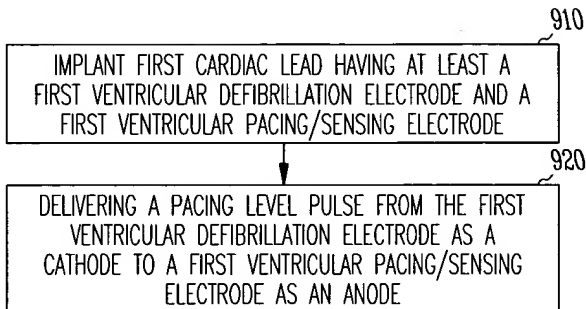 910
IMPLANT FIRST CARDIAC LEAD HAVING AT LEAST A
FIRST VENTRICULAR DEFIBRILLATION ELECTRODE AND A
FIRST VENTRICULAR PACING/SENSING ELECTRODE
920
DELIVERING A PACING LEVEL PULSE FROM THE FIRST
VENTRICULAR DEFIBRILLATION ELECTRODE AS A
CATHODE TO A FIRST VENTRICULAR PACING/SENSING
ELECTRODE AS AN ANODE